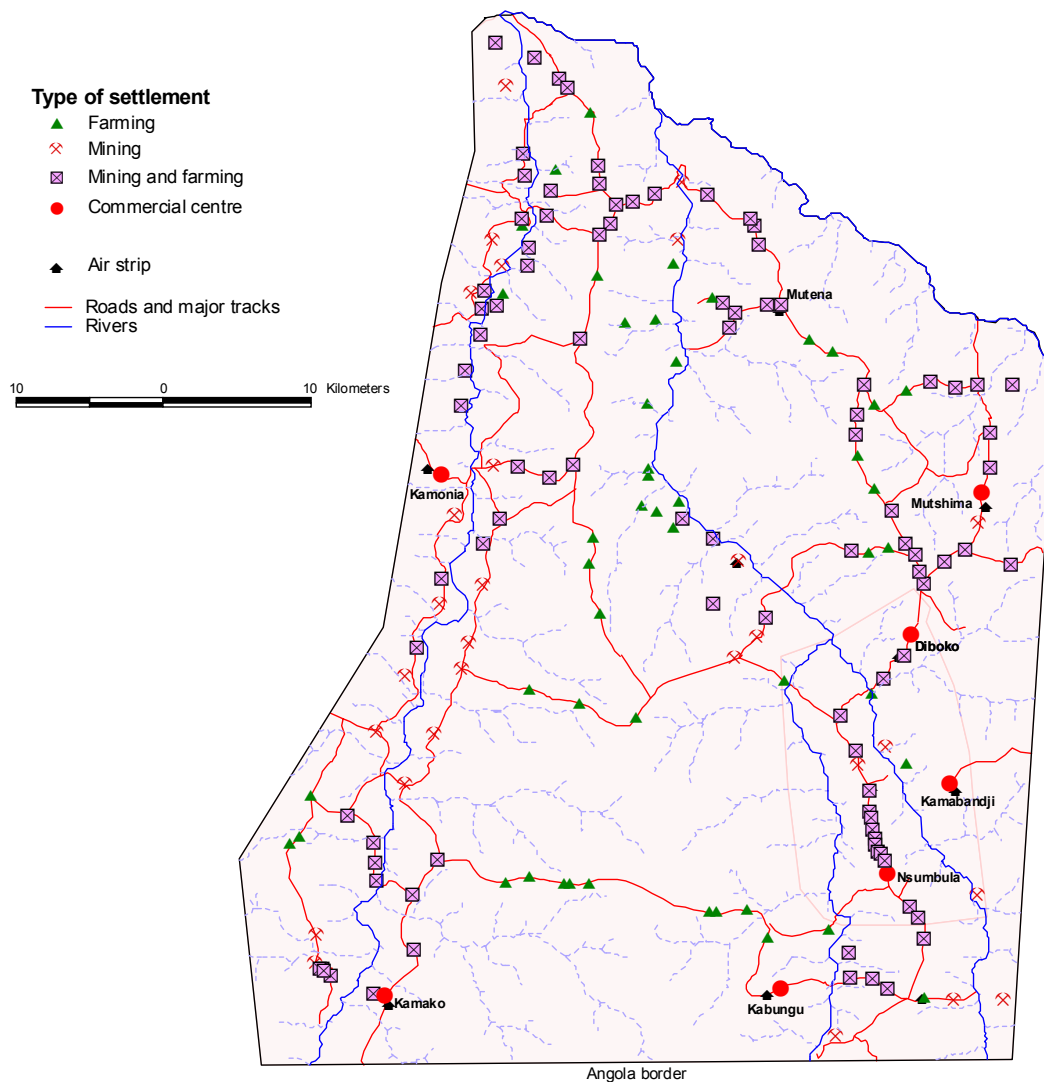 Type of settlement
Farming
Mining
Mining and farming
Commercial centre
Air strip
Roads and major tracks
Rivers
10 0 10 Kilometers
Mutena
Kamonia
Mutshima
Diboko
Kamabandji
Nsumbula
Kabungu
Kamako
Angola border